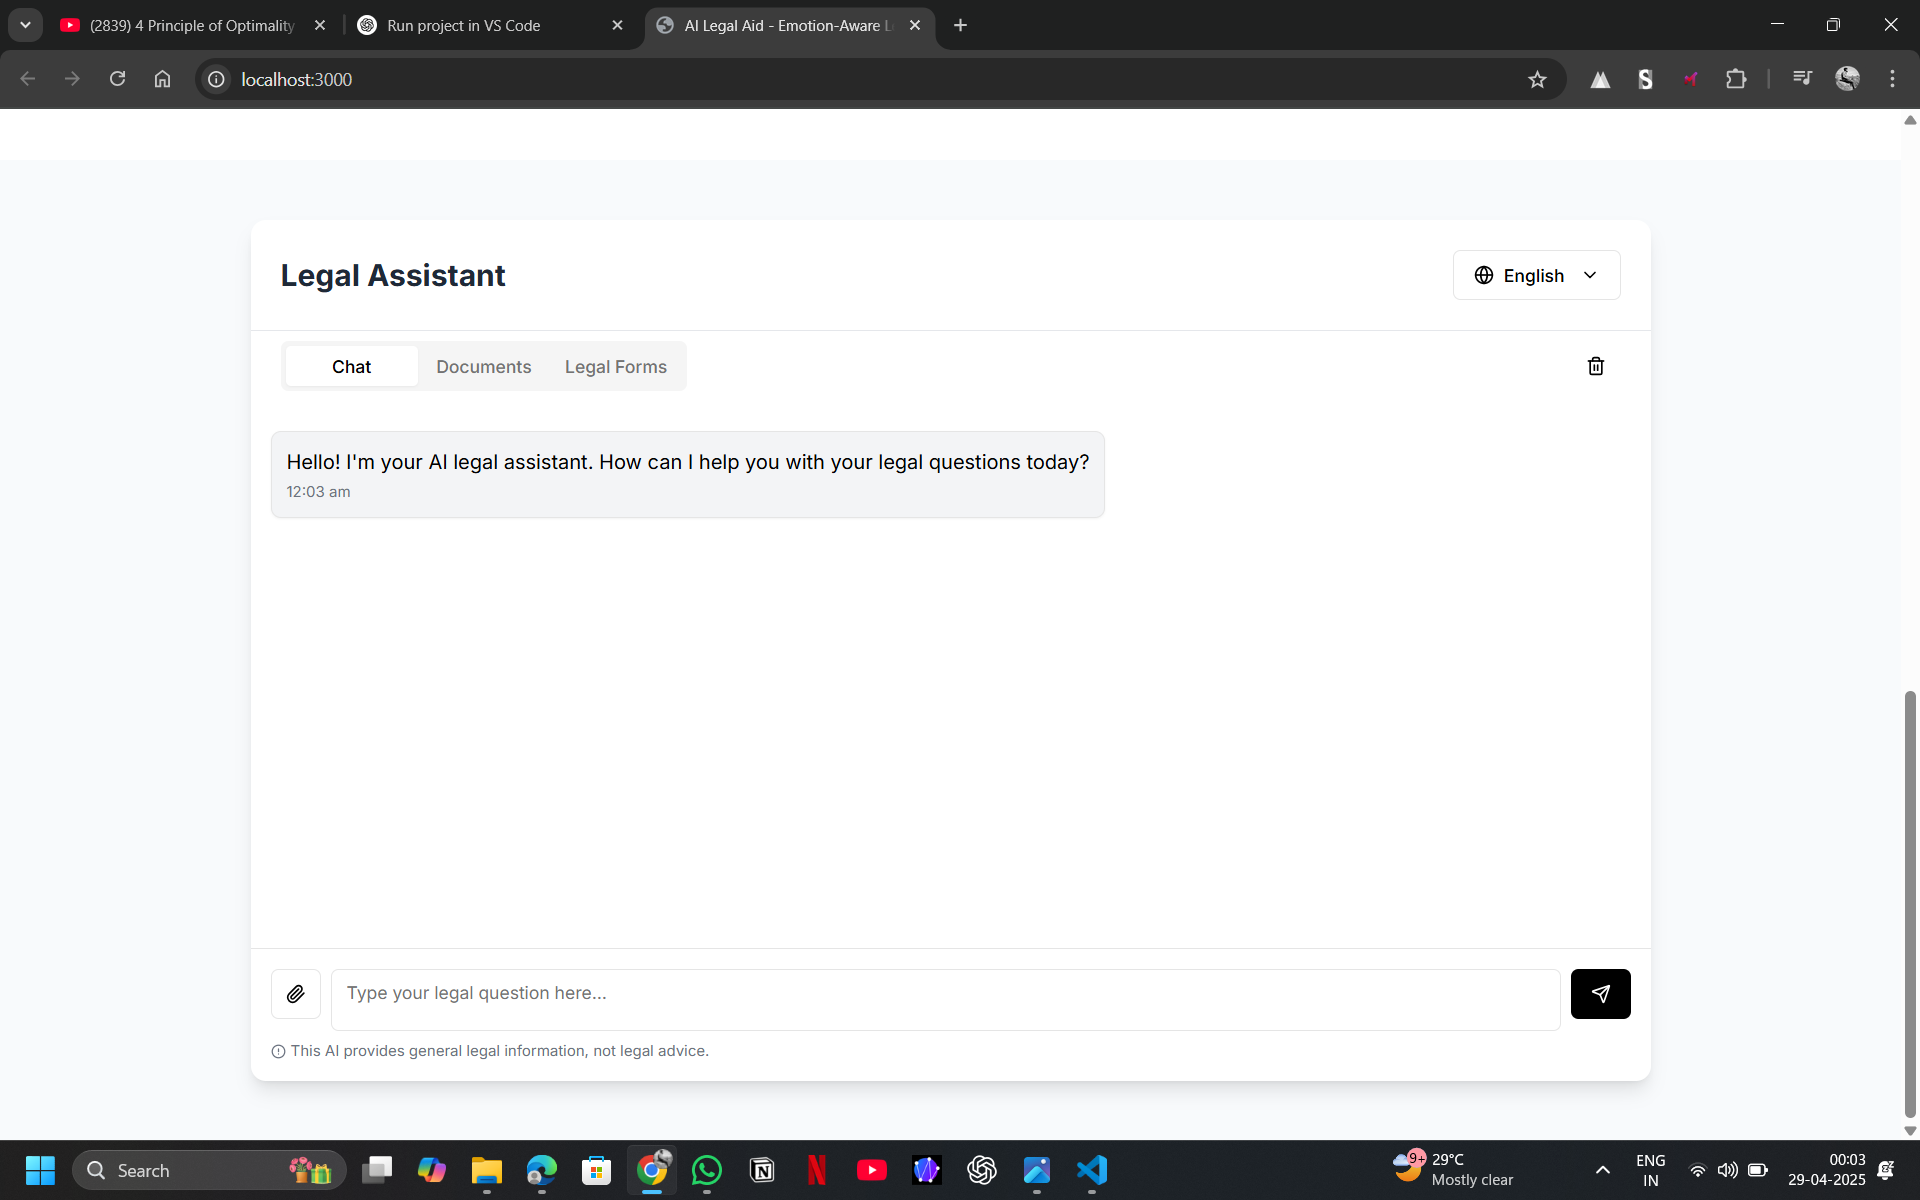 (2839) 4 Principle of Optimality
Run project in VS Code
AI Legal Aid - Emotion-Aware L
localhost:3000
Legal Assistant
English
Chat
Documents
Legal Forms
Hello! I'm your AI legal assistant. How can I help you with your legal questions today?
12:03 am
Type your legal question here...
This AI provides general legal information, not legal advice.
Search
9+
29°C
Mostly clear
ENG
IN
00:03
29-04-2025